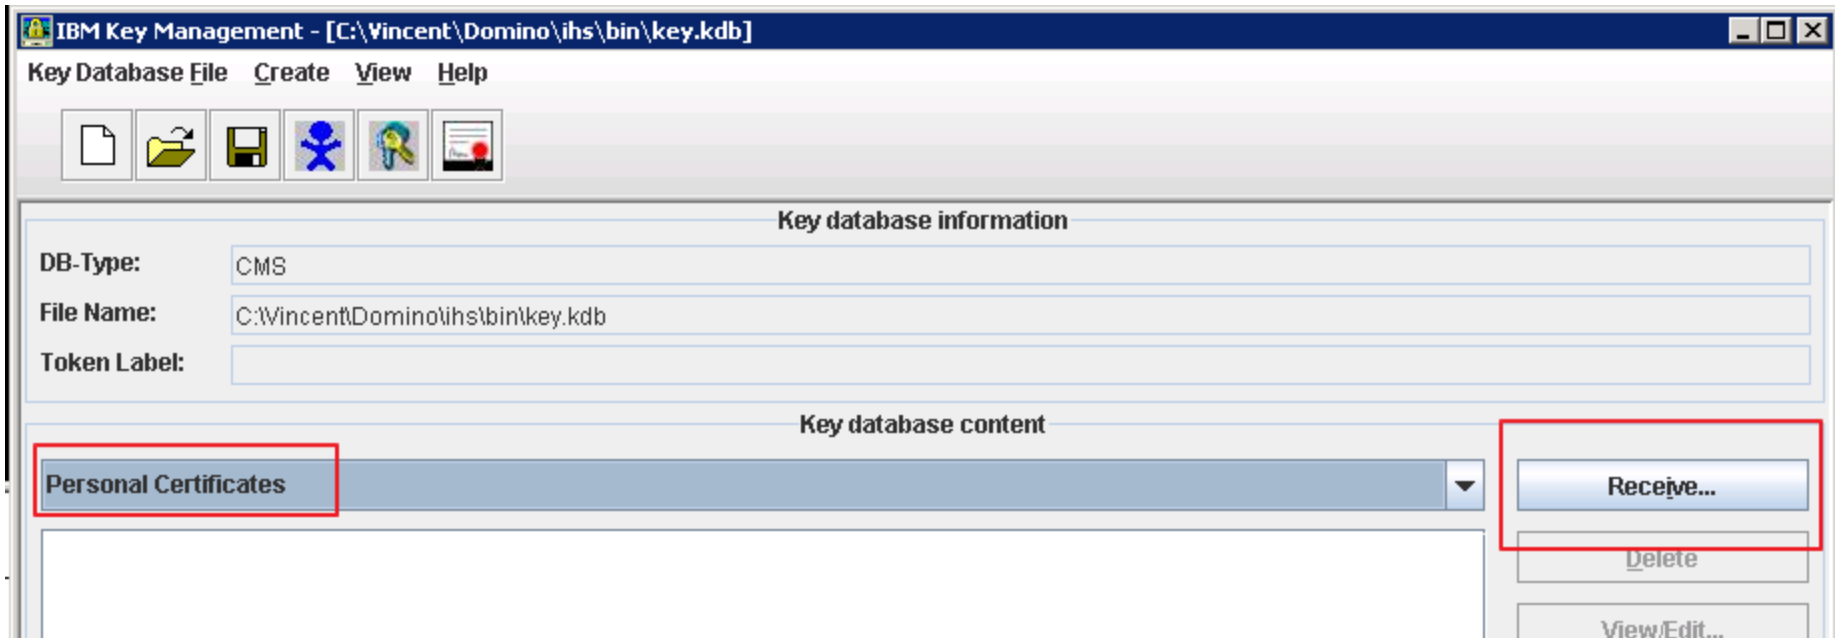 IBM Key Management - [C:\Vincent\Domino\ihs\bin\key.kdb]
Key Database File Create View Help
Key database information
DB-Type: CMS
File Name: C:\Vincent\Domino\ihs\bin\key.kdb
Token Label:
Key database content
Personal Certificates
Receive...
Delete
View/Edit...